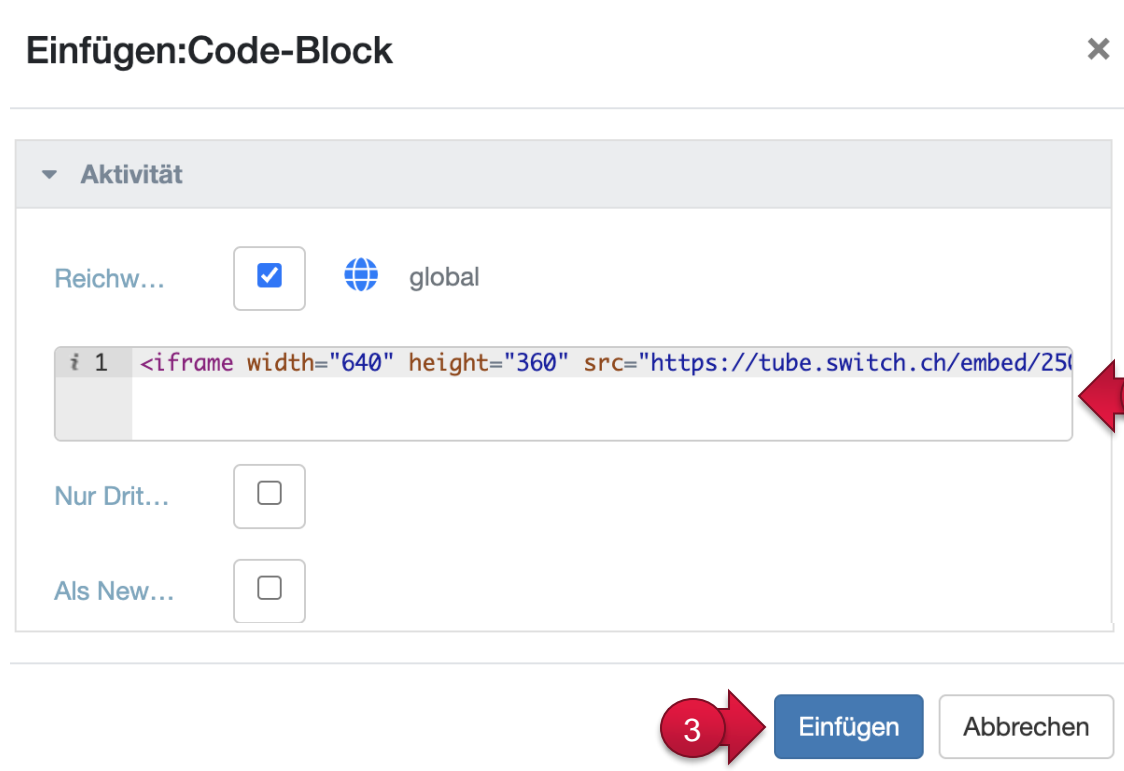 Einfügen:Code-Block
Aktivität
Reichw…
global
i 1 <iframe width="640" height="360" src="https://tube.switch.ch/embed/250
Nur Drit…
Als New…
3
Einfügen
Abbrechen